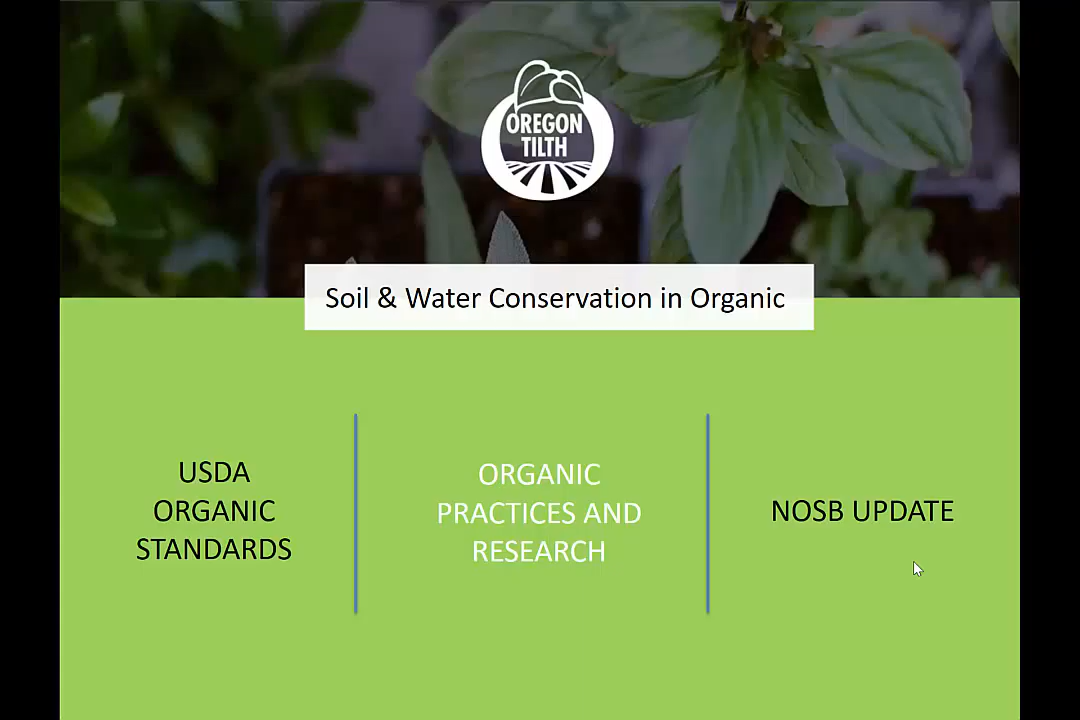 OREGON
TILTH
Soil & Water Conservation in Organic
USDA
ORGANIC
STANDARDS
ORGANIC
PRACTICES AND
RESEARCH
NOSB UPDATE